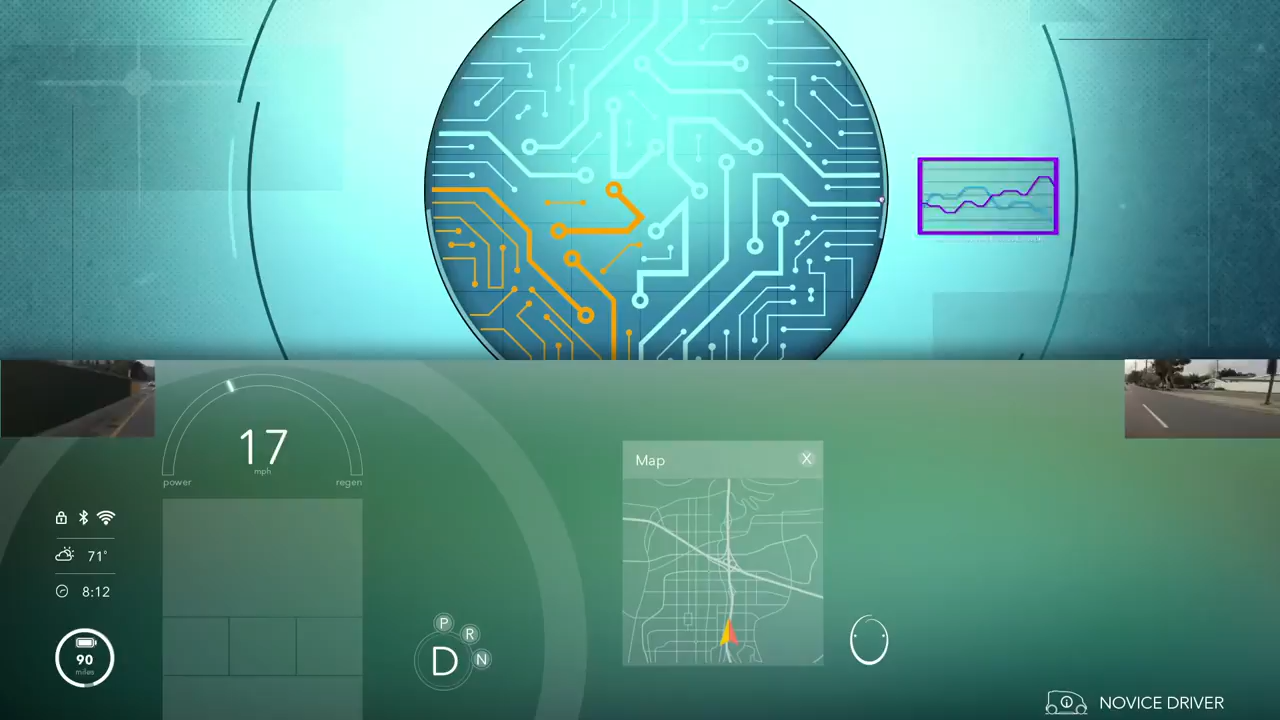 17
mph
power
regen
Map
X
71°
8:12
90
miles
P
R
N
D
NOVICE DRIVER